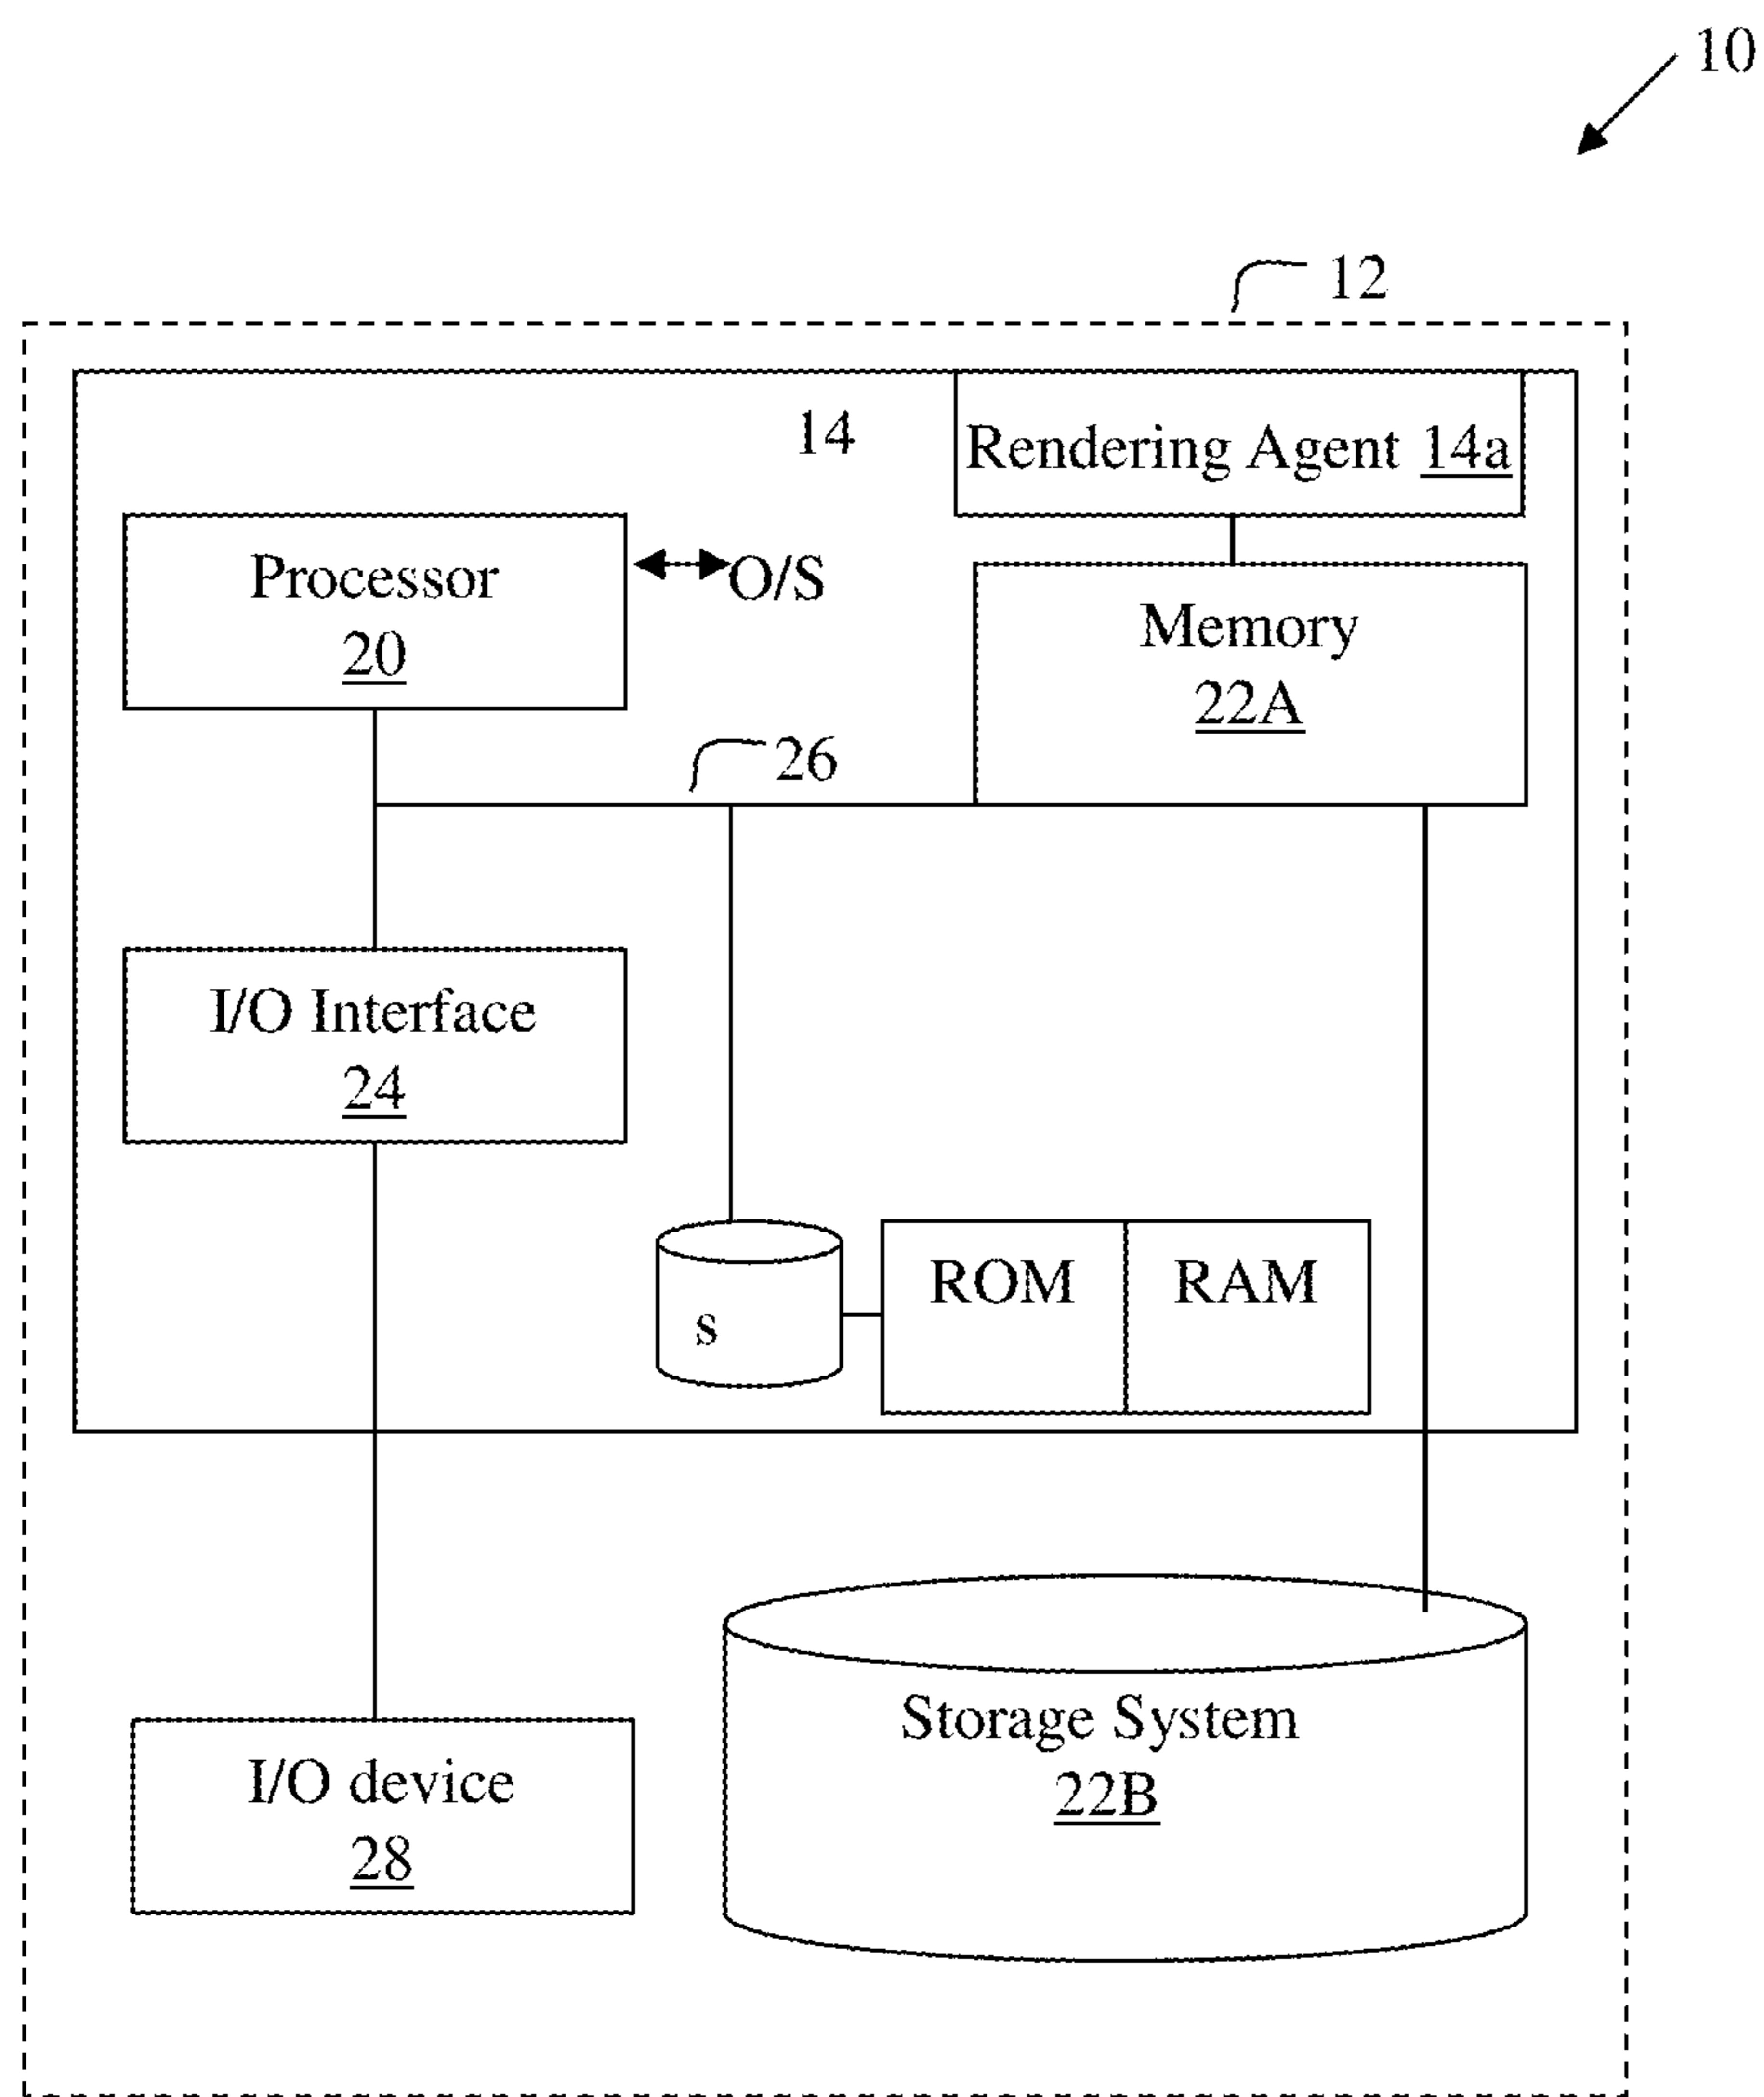 10
12
14
Rendering Agent 14a
Processor
20
O/S
Memory
22A
26
I/O Interface
24
s
ROM
RAM
Storage System
22B
I/O device
28